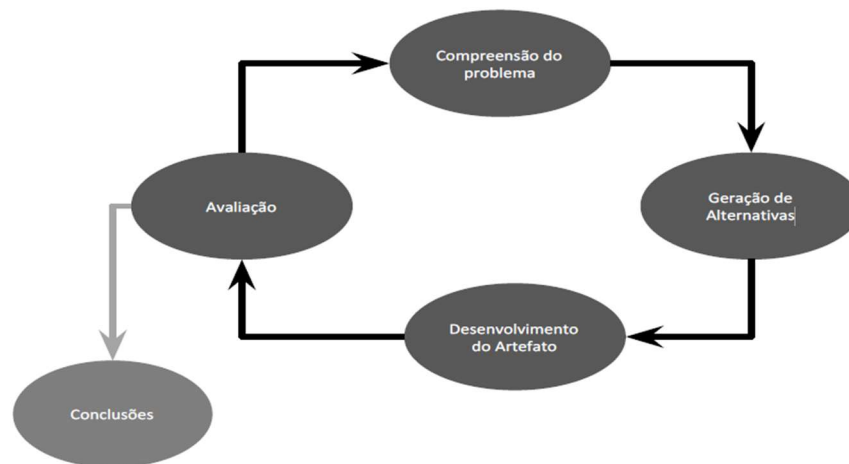 Compreensão do
problema
Geração de
Alternativas
Avaliação
Desenvolvimento
do Artefato
Conclusões